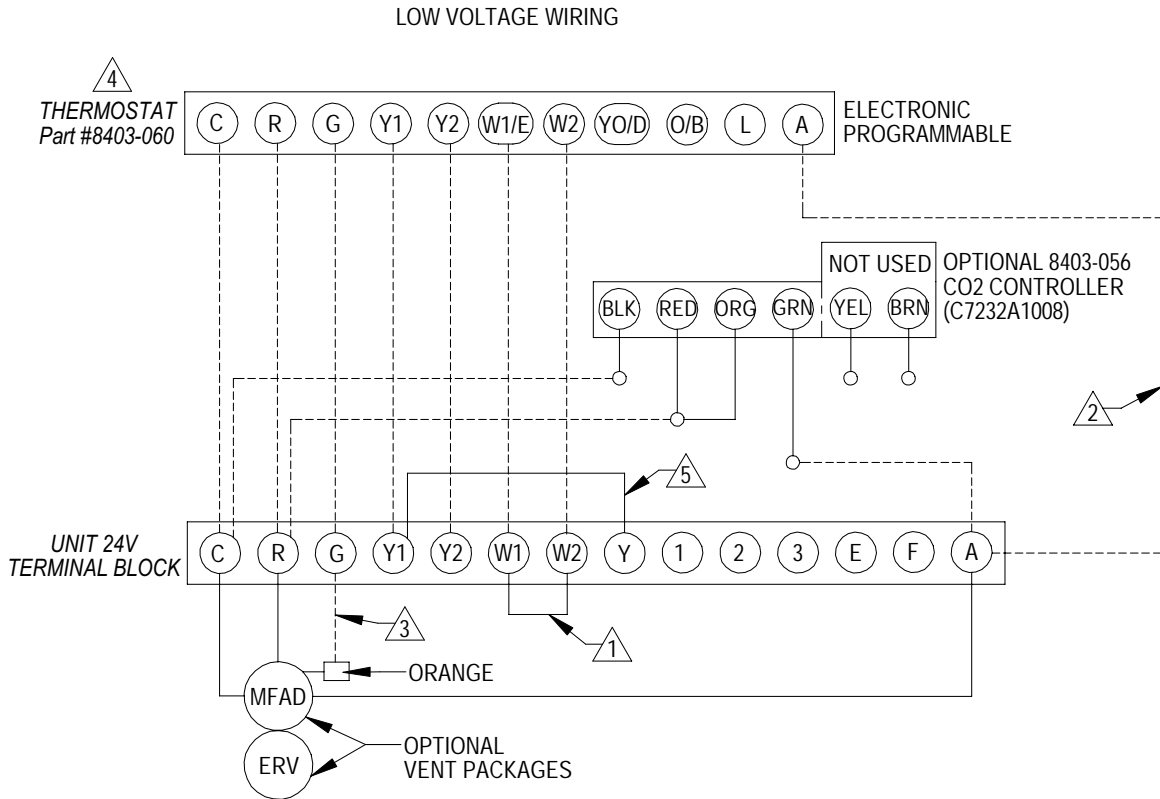 LOW VOLTAGE WIRING
4
THERMOSTAT
Part #8403-060
C R G Y1 Y2 W1/E W2 YO/D O/B L A
ELECTRONIC
PROGRAMMABLE
NOT USED
BLK RED ORG GRN YEL BRN
OPTIONAL 8403-056
CO2 CONTROLLER
(C7232A1008)
2
5
UNIT 24V
TERMINAL BLOCK
C R G Y1 Y2 W1 W2 Y 1 2 3 E F A
3
1
ORANGE
MFAD
ERV
OPTIONAL
VENT PACKAGES